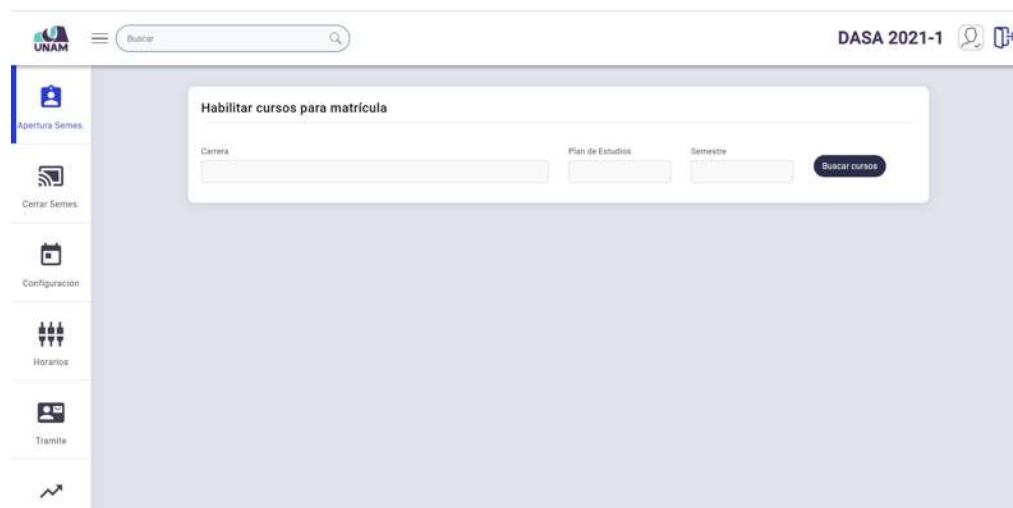 UNAM
Buscar
DASA 2021-1
Apertura Semes.
Cerrar Semes.
Configuración
Horarios
Tramite
Habilitar cursos para matrícula
Carrera
Plan de Estudios
Semestre
Buscar cursos